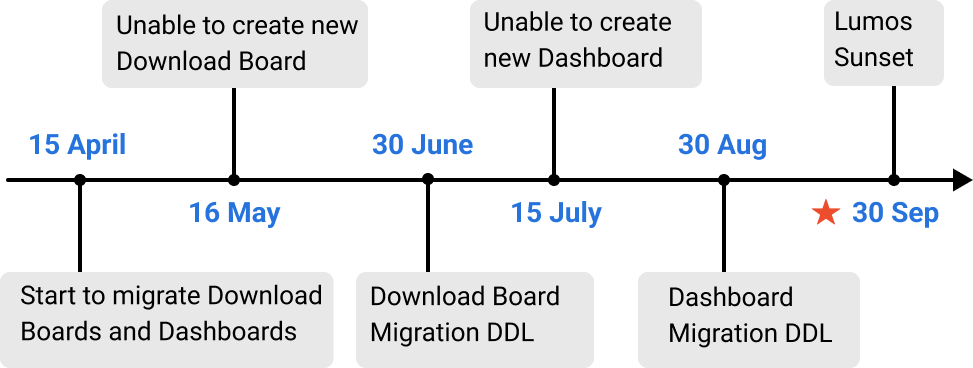 Unable to create new
Download Board
Unable to create
new Dashboard
Lumos
Sunset
15 April
30 June
30 Aug
16 May
15 July
30 Sep
Start to migrate Download
Boards and Dashboards
Download Board
Migration DDL
Dashboard
Migration DDL